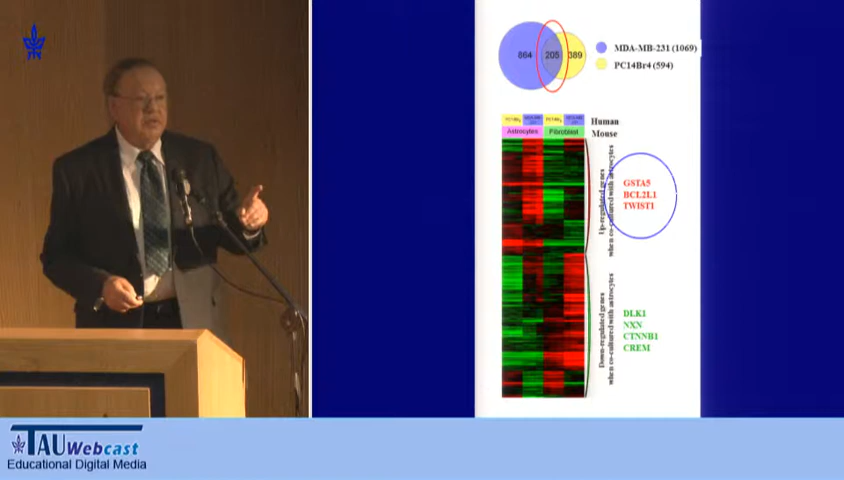 864 205 389
MDA-MB-231 (1069)
PC14Br4 (594)
Human
Astrocytes Fibroblast Mouse
Up-regulated genes
when co-cultured with astrocytes
GSTA5
BCL2L1
TWIST1
Down-regulated genes
when co-cultured with astrocytes
DLK1
NXN
CTNNB1
CREM
TAU Webcast
Educational Digital Media